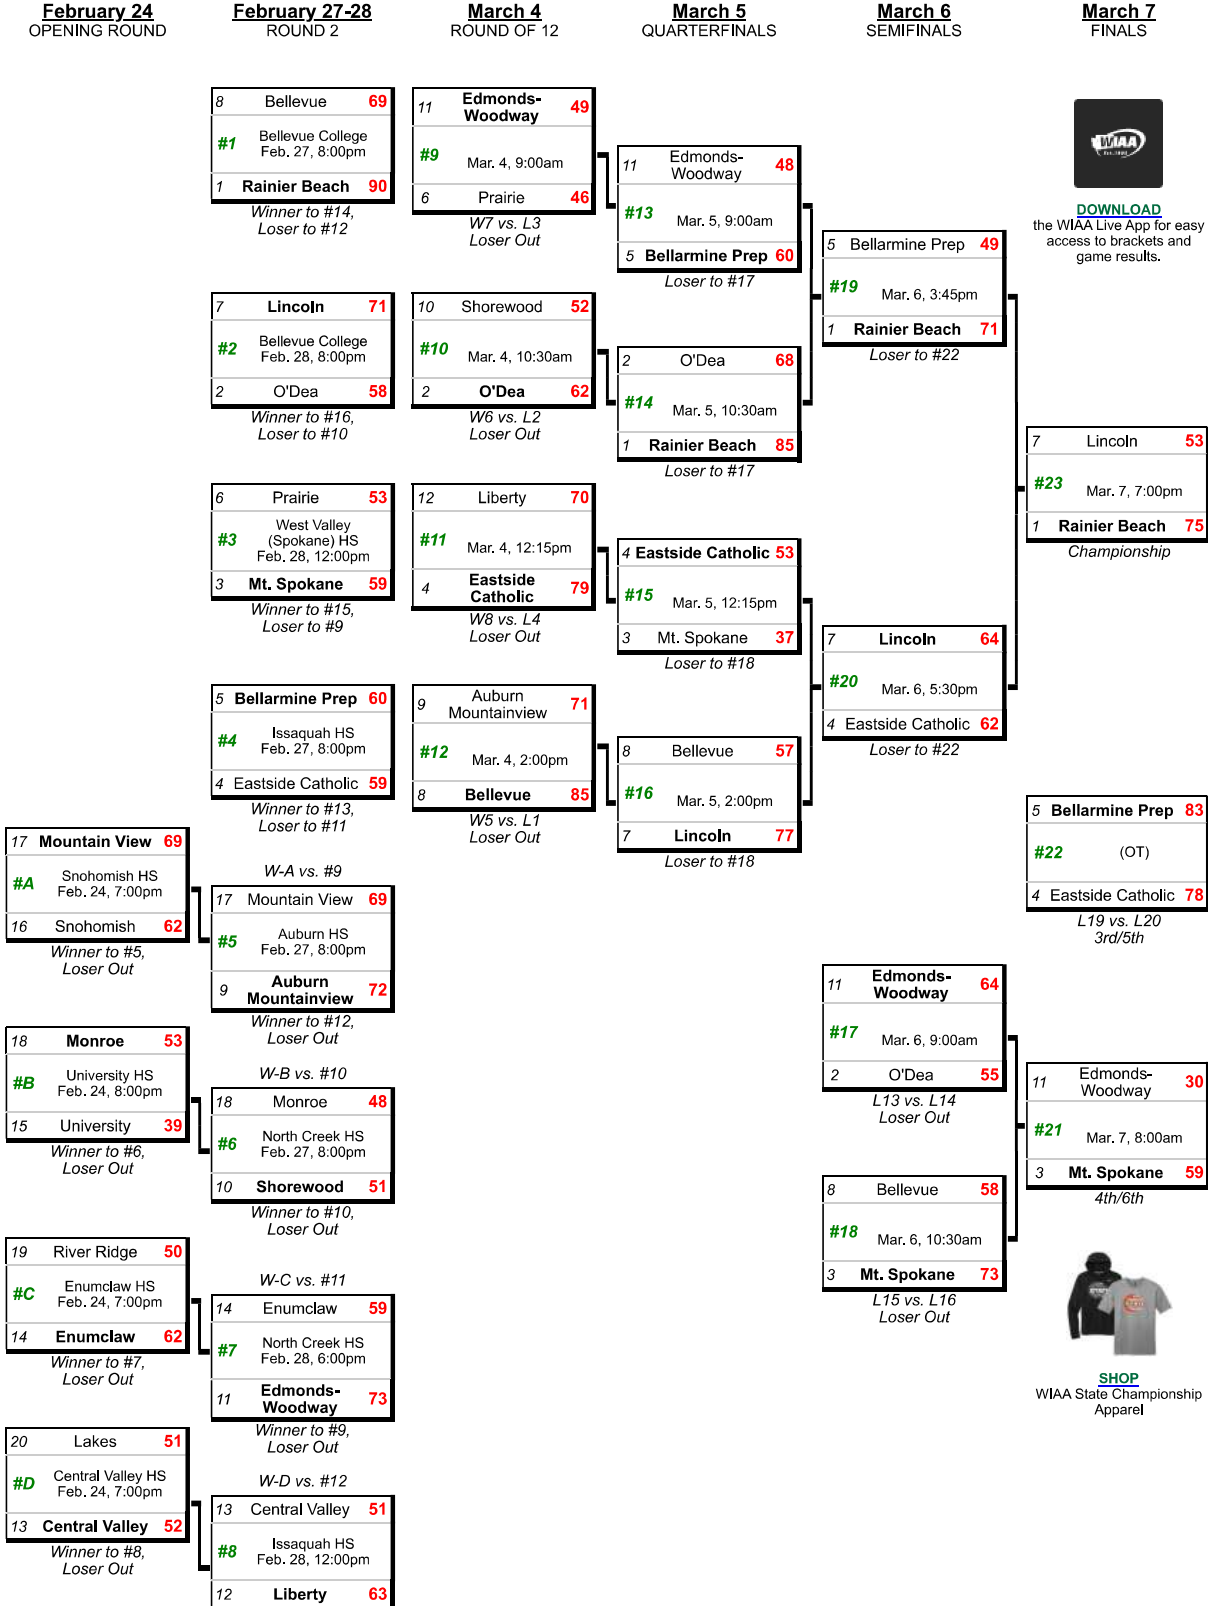 February 24
OPENING ROUND
February 27-28
ROUND 2
March 4
ROUND OF 12
March 5
QUARTERFINALS
March 6
SEMIFINALS
March 7
FINALS
17 Mountain View 69
#A
Snohomish HS
Feb. 24, 7:00pm
16 Snohomish 62
Winner to #5,
Loser Out
18 Monroe 53
#B
University HS
Feb. 24, 8:00pm
15 University 39
Winner to #6,
Loser Out
19 River Ridge 50
#C
Enumclaw HS
Feb. 24, 7:00pm
14 Enumclaw 62
Winner to #7,
Loser Out
20 Lakes 51
#D
Central Valley HS
Feb. 24, 7:00pm
13 Central Valley 52
Winner to #8,
Loser Out
8 Bellevue 69
#1
Bellevue College
Feb. 27, 8:00pm
1 Rainier Beach 90
Winner to #14,
Loser to #12
7 Lincoln 71
#2
Bellevue College
Feb. 28, 8:00pm
2 O'Dea 58
Winner to #16,
Loser to #10
6 Prairie 53
#3
West Valley
(Spokane) HS
Feb. 28, 12:00pm
3 Mt. Spokane 59
Winner to #15,
Loser to #9
5 Bellarmine Prep 60
#4
Issaquah HS
Feb. 27, 8:00pm
4 Eastside Catholic 59
Winner to #13,
Loser to #11
W-A vs. #9
17 Mountain View 69
#5
Auburn HS
Feb. 27, 8:00pm
9 Auburn
Mountainview 72
Winner to #12,
Loser Out
W-B vs. #10
18 Monroe 48
#6
North Creek HS
Feb. 27, 8:00pm
10 Shorewood 51
Winner to #10,
Loser Out
W-C vs. #11
14 Enumclaw 59
#7
North Creek HS
Feb. 28, 6:00pm
11 Edmonds-
Woodway 73
Winner to #9,
Loser Out
W-D vs. #12
13 Central Valley 51
#8
Issaquah HS
Feb. 28, 12:00pm
12 Liberty 63
11 Edmonds-
Woodway 49
#9
Mar. 4, 9:00am
6 Prairie 46
W7 vs. L3
Loser Out
10 Shorewood 52
#10
Mar. 4, 10:30am
2 O'Dea 62
W6 vs. L2
Loser Out
12 Liberty 70
#11
Mar. 4, 12:15pm
4 Eastside
Catholic 79
W8 vs. L4
Loser Out
9 Auburn
Mountainview 71
#12
Mar. 4, 2:00pm
8 Bellevue 85
W5 vs. L1
Loser Out
11 Edmonds-
Woodway 48
#13
Mar. 5, 9:00am
5 Bellarmine Prep 60
Loser to #17
2 O'Dea 68
#14
Mar. 5, 10:30am
1 Rainier Beach 85
Loser to #17
4 Eastside Catholic 53
#15
Mar. 5, 12:15pm
3 Mt. Spokane 37
Loser to #18
8 Bellevue 57
#16
Mar. 5, 2:00pm
7 Lincoln 77
Loser to #18
5 Bellarmine Prep 49
#19
Mar. 6, 3:45pm
1 Rainier Beach 71
Loser to #22
7 Lincoln 64
#20
Mar. 6, 5:30pm
4 Eastside Catholic 62
Loser to #22
11 Edmonds-
Woodway 64
#17
Mar. 6, 9:00am
2 O'Dea 55
L13 vs. L14
Loser Out
8 Bellevue 58
#18
Mar. 6, 10:30am
3 Mt. Spokane 73
L15 vs. L16
Loser Out
WIAA
DOWNLOAD
the WIAA Live App for easy
access to brackets and
game results.
7 Lincoln 53
#23
Mar. 7, 7:00pm
1 Rainier Beach 75
Championship
5 Bellarmine Prep 83
#22
(OT)
4 Eastside Catholic 78
L19 vs. L20
3rd/5th
11 Edmonds-
Woodway 30
#21
Mar. 7, 8:00am
3 Mt. Spokane 59
4th/6th
SHOP
WIAA State Championship
Apparel